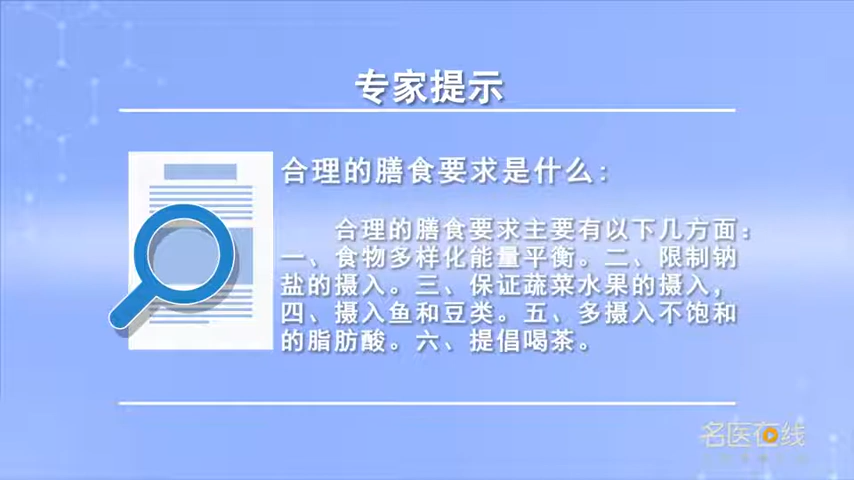 专家提示
合理的膳食要求是什么：
合理的膳食要求主要有以下几方面：
一、食物多样化能量平衡。二、限制钠
盐的摄入。三、保证蔬菜水果的摄入，
四、摄入鱼和豆类。五、多摄入不饱和
的脂肪酸。六、提倡喝茶。
名医在线